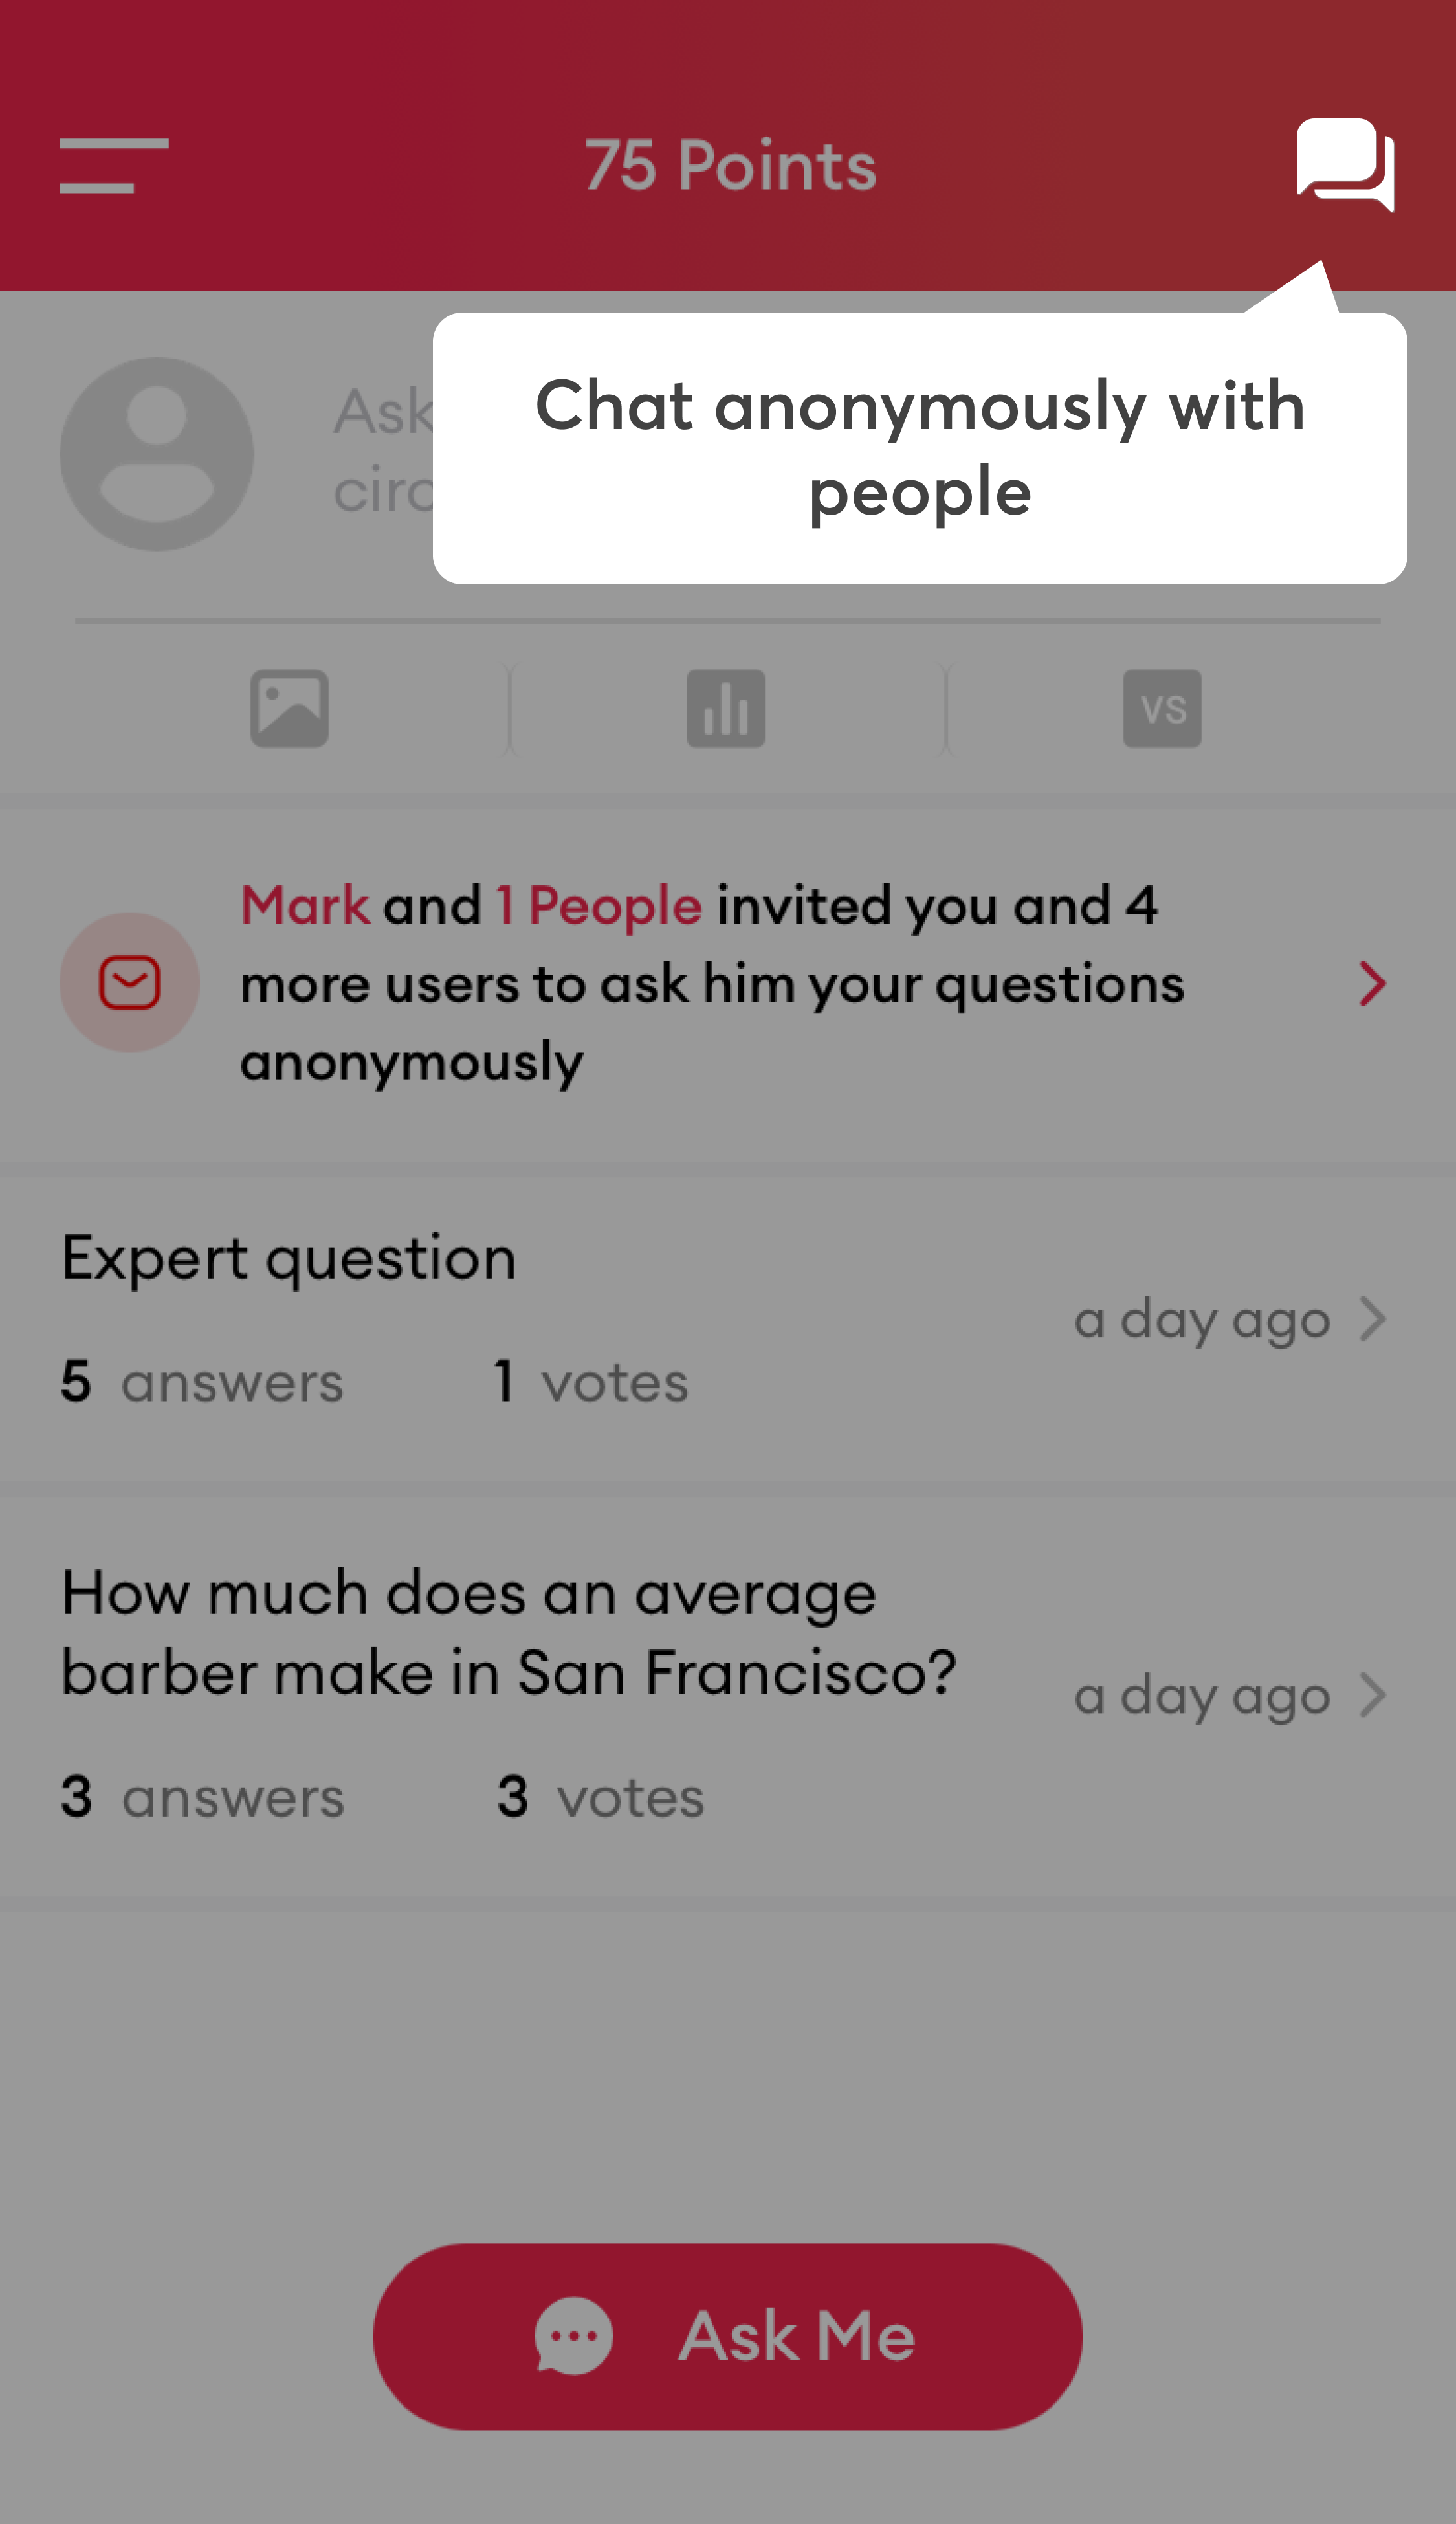 75 Points
Chat anonymously with
people
Ask
VS
Mark and 1 People invited you and 4
more users to ask him your questions
anonymously
Expert question
a day ago
5 answers 1 votes
How much does an average
barber make in San Francisco?
a day ago
3 answers 3 votes
Ask Me